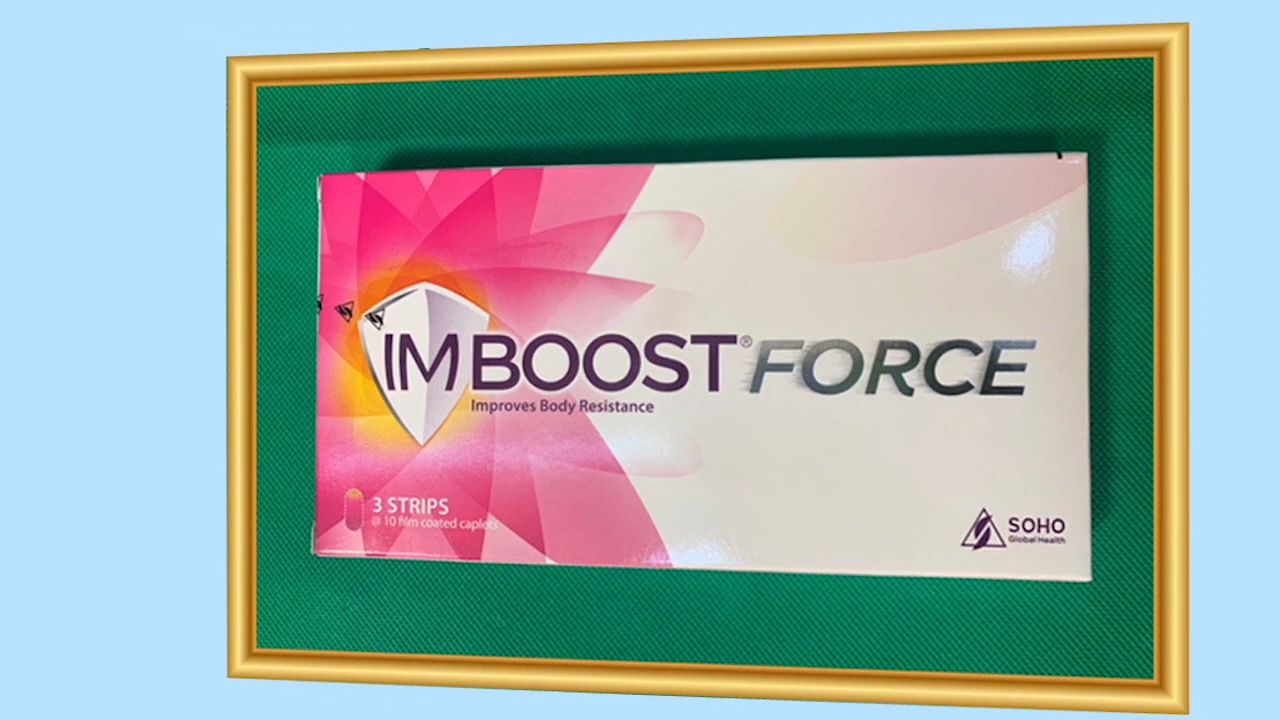 IMBOOST® FORCE
Improves Body Resistance
3 STRIPS
@ 10 film coated caplets
SOHO
Global Health